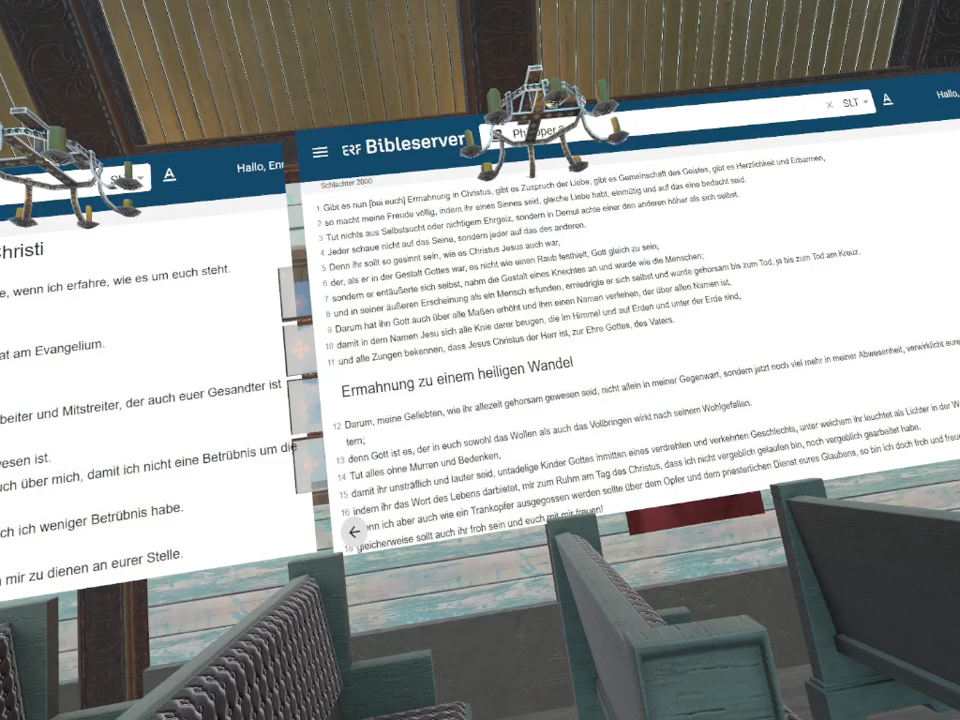 SLT
A
Hallo, Enr
hristi
e, wenn ich erfahre, wie es um euch steht.
at am Evangelium.
beiter und Mitstreiter, der auch euer Gesandter ist
vesen ist.
uch über mich, damit ich nicht eine Betrübnis um die
ch ich weniger Betrübnis habe.
n mir zu dienen an eurer Stelle.
ERF Bibleserver
SLT
A
Hallo,
Schlachter 2000
1 Gibt es nun [bei euch] Ermahnung in Christus, gibt es Zuspruch der Liebe, gibt es Gemeinschaft des Geistes, gibt es Herzlichkeit und Erbarmen,
2 so macht meine Freude völlig, indem ihr eines Sinnes seid, gleiche Liebe habt, einmütig und auf das eine bedacht seid.
3 Tut nichts aus Selbstsucht oder nichtigem Ehrgeiz, sondern in Demut achte einer den anderen höher als sich selbst.
4 Jeder schaue nicht auf das Seine, sondern jeder auf das des anderen.
5 Denn ihr sollt so gesinnt sein, wie es Christus Jesus auch war,
6 der, als er in der Gestalt Gottes war, es nicht wie einen Raub festhielt, Gott gleich zu sein;
7 sondern er entäußerte sich selbst, nahm die Gestalt eines Knechtes an und wurde wie die Menschen;
8 und in seiner äußeren Erscheinung als ein Mensch erfunden, erniedrigte er sich selbst und wurde gehorsam bis zum Tod, ja bis zum Tod am Kreuz.
9 Darum hat ihn Gott auch über alle Maßen erhöht und ihm einen Namen verliehen, der über allen Namen ist,
10 damit in dem Namen Jesu sich alle Knie derer beugen, die im Himmel und auf Erden und unter der Erde sind,
11 und alle Zungen bekennen, dass Jesus Christus der Herr ist, zur Ehre Gottes, des Vaters.
Ermahnung zu einem heiligen Wandel
12 Darum, meine Geliebten, wie ihr allezeit gehorsam gewesen seid, nicht allein in meiner Gegenwart, sondern jetzt noch viel mehr in meiner Abwesenheit, verwirklicht eure
tern;
13 denn Gott ist es, der in euch sowohl das Wollen als auch das Vollbringen wirkt nach seinem Wohlgefallen.
14 Tut alles ohne Murren und Bedenken,
15 damit ihr unsträflich und lauter seid, untadelige Kinder Gottes inmitten eines verdrehten und verkehrten Geschlechts, unter welchem ihr leuchtet als Lichter in der W
16 indem ihr das Wort des Lebens darbietet, mir zum Ruhm am Tag des Christus, dass ich nicht vergeblich gelaufen bin, noch vergeblich gearbeitet habe.
enn ich aber auch wie ein Trankopfer ausgegossen werden sollte über dem Opfer und dem priesterlichen Dienst eures Glaubens, so bin ich doch froh und freue
18 gleicherweise sollt auch ihr froh sein und euch mit mir freuen!